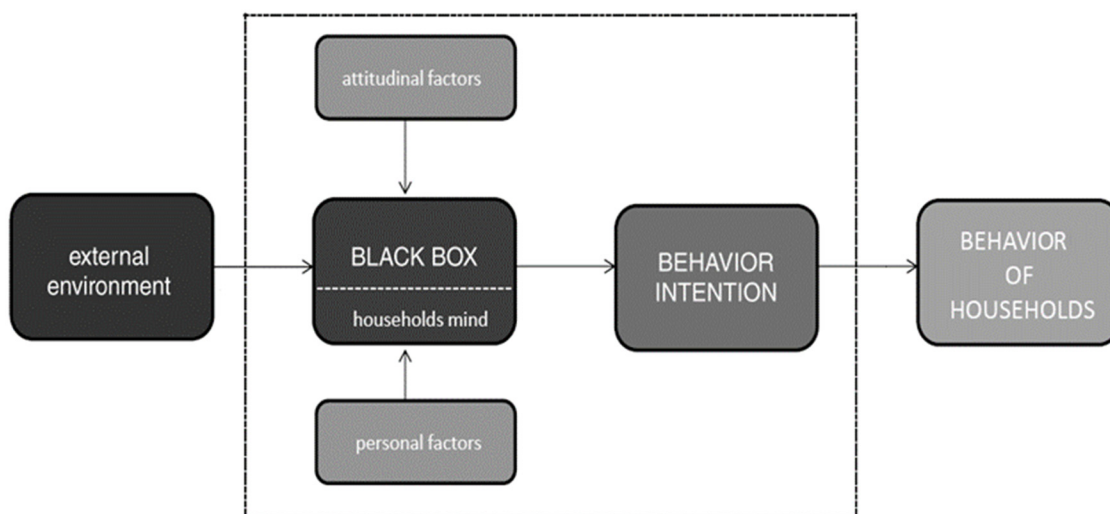 attitudinal factors
external
environment
BLACK BOX
households mind
BEHAVIOR
INTENTION
BEHAVIOR
OF
HOUSEHOLDS
personal factors